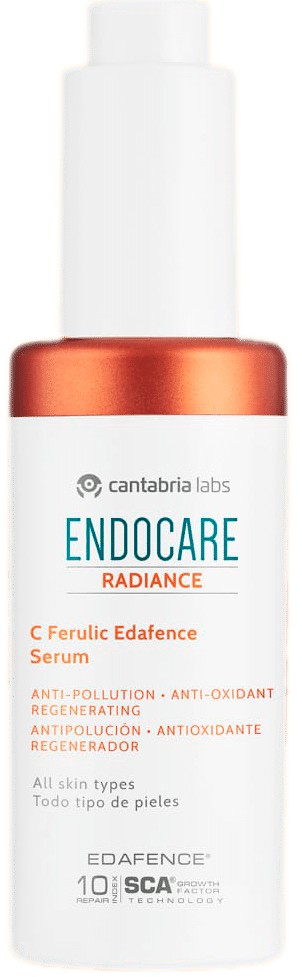 cantabria labs
ENDOCARE
RADIANCE
C Ferulic Edafence
Serum
ANTI-POLLUTION • ANTI-OXIDANT
REGENERATING
ANTIPOLUCIÓN • ANTIOXIDANTE
REGENERADOR
All skin types
Todo tipo de pieles
EDAFENCE®
10 REPAIR INDEX SCA® GROWTH FACTOR TECHNOLOGY